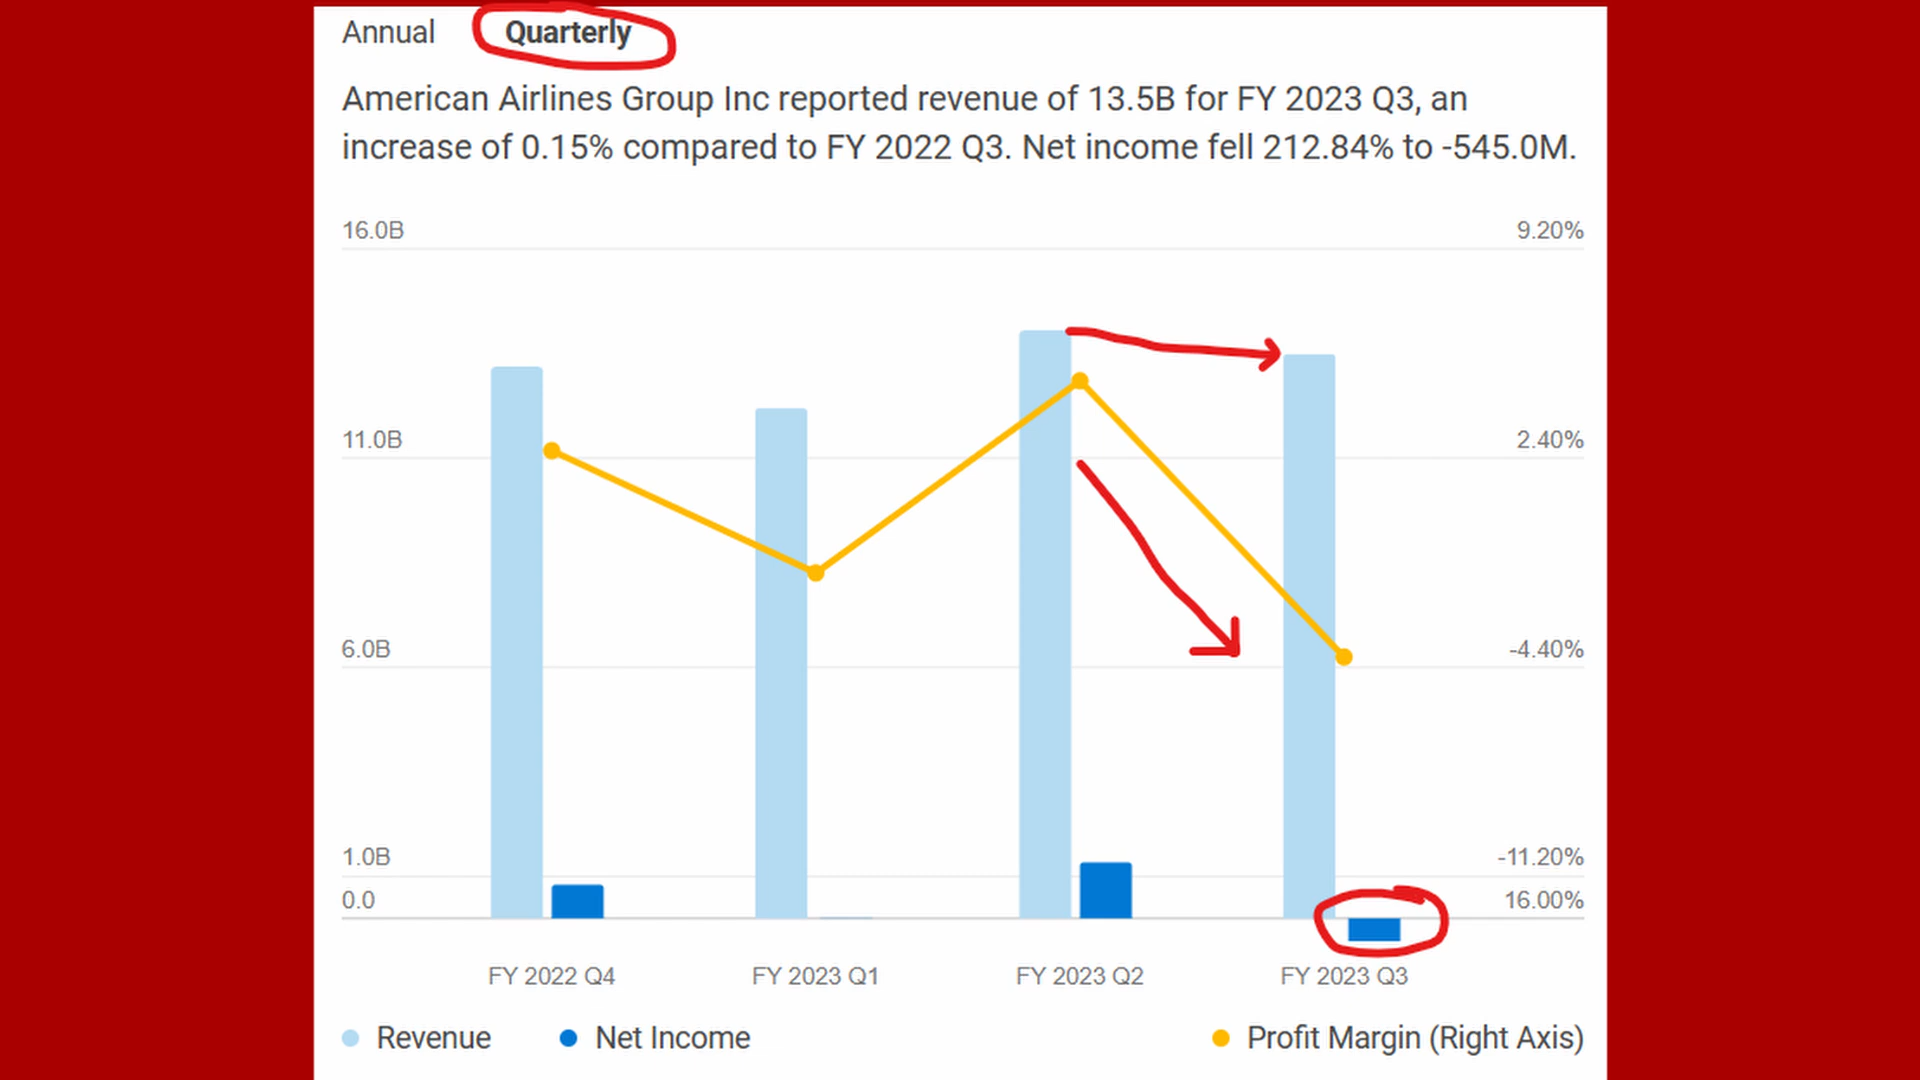 Annual Quarterly
American Airlines Group Inc reported revenue of 13.5B for FY 2023 Q3, an
increase of 0.15% compared to FY 2022 Q3. Net income fell 212.84% to -545.0M.
16.0B 9.20%
11.0B 2.40%
6.0B -4.40%
1.0B -11.20%
0.0 16.00%
FY 2022 Q4 FY 2023 Q1 FY 2023 Q2 FY 2023 Q3
Revenue Net Income Profit Margin (Right Axis)